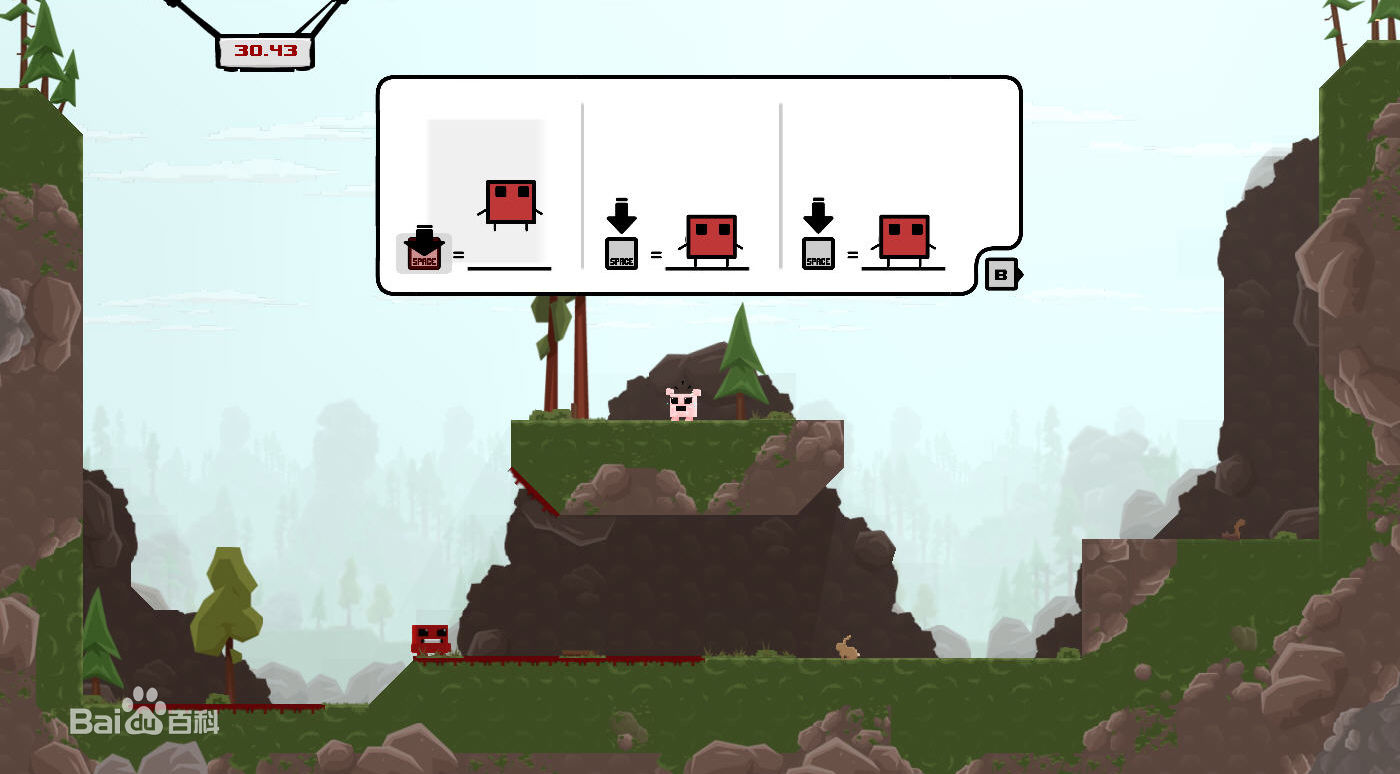 30.43
SPACE
=
SPACE
=
SPACE
=
B
Bai百科